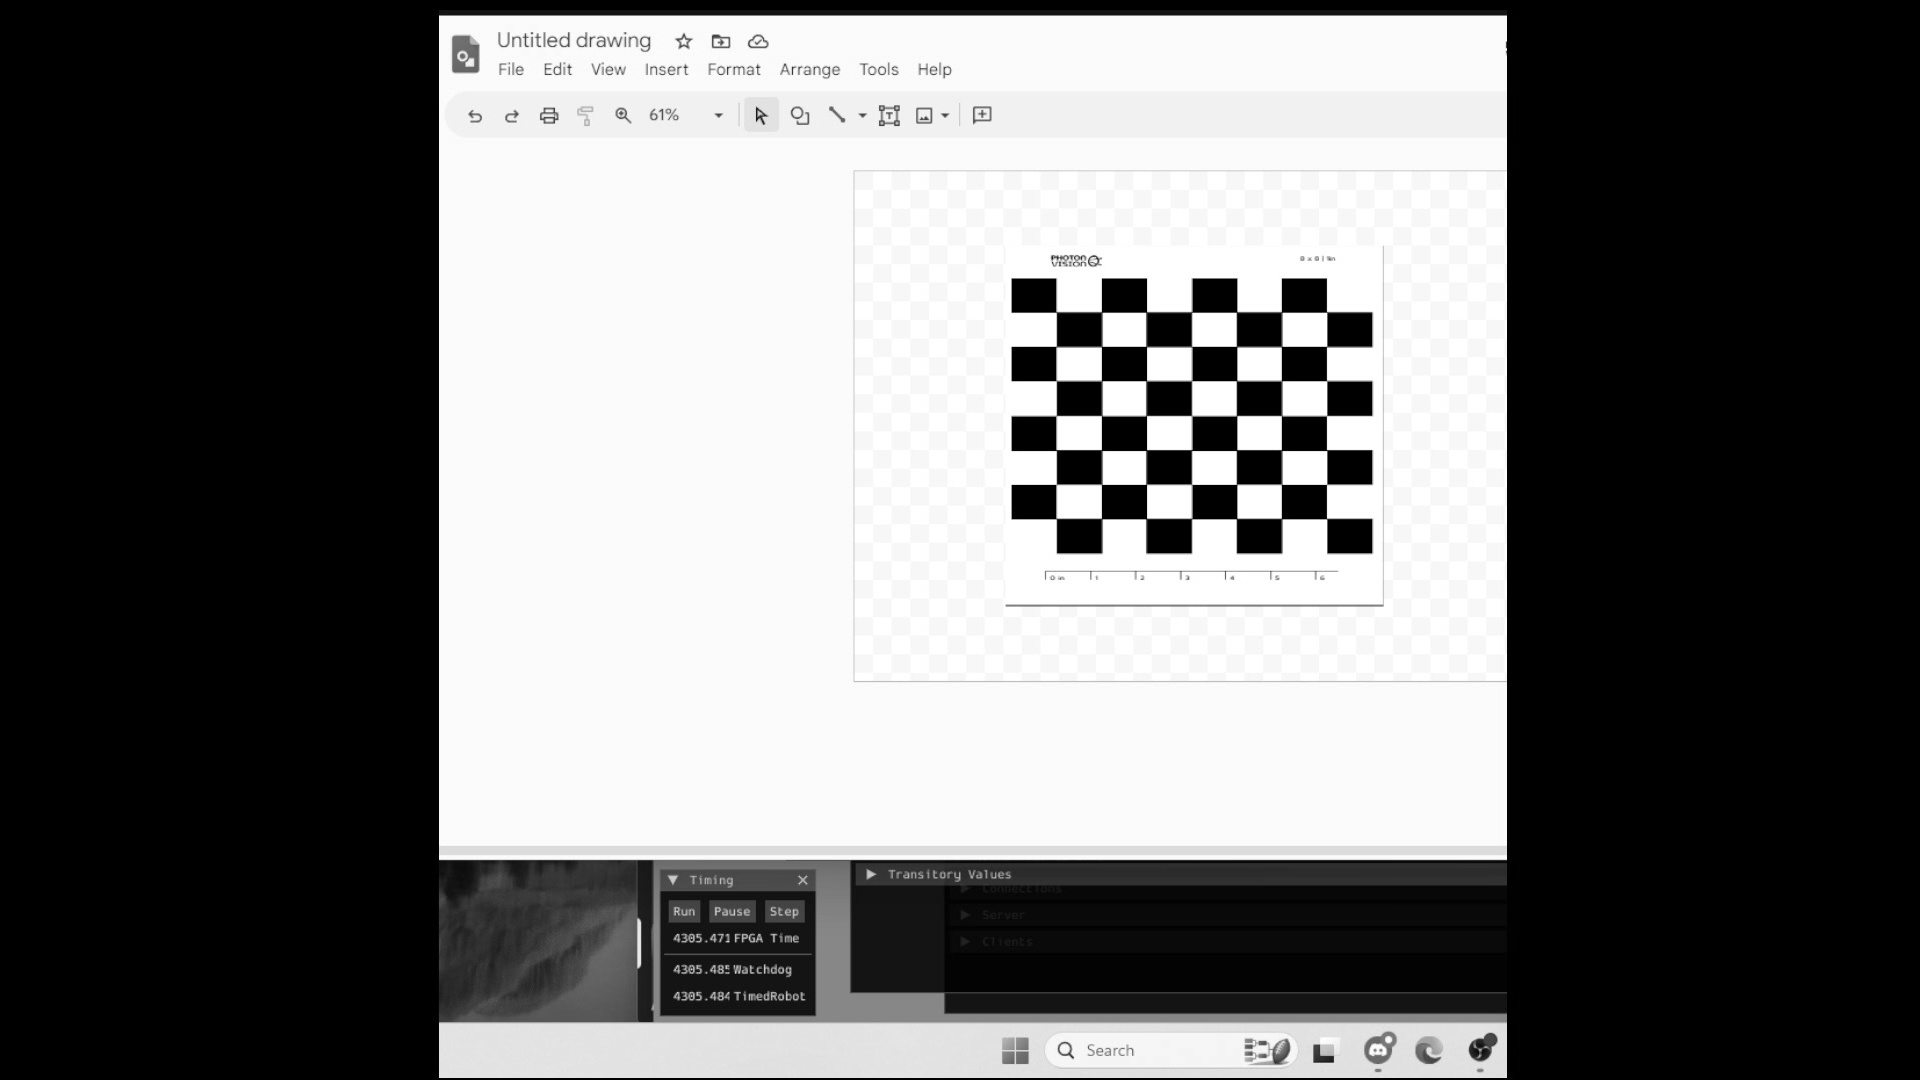 Untitled drawing
File Edit View Insert Format Arrange Tools Help
61%
PHOTON
VISION
8 x 8 | 1in
0 in 1 2 3 4 5 6
Timing
Run Pause Step
4305.471 FPGA Time
4305.485 Watchdog
4305.484 TimedRobot
Transitory Values
Connections
Server
Clients
Search